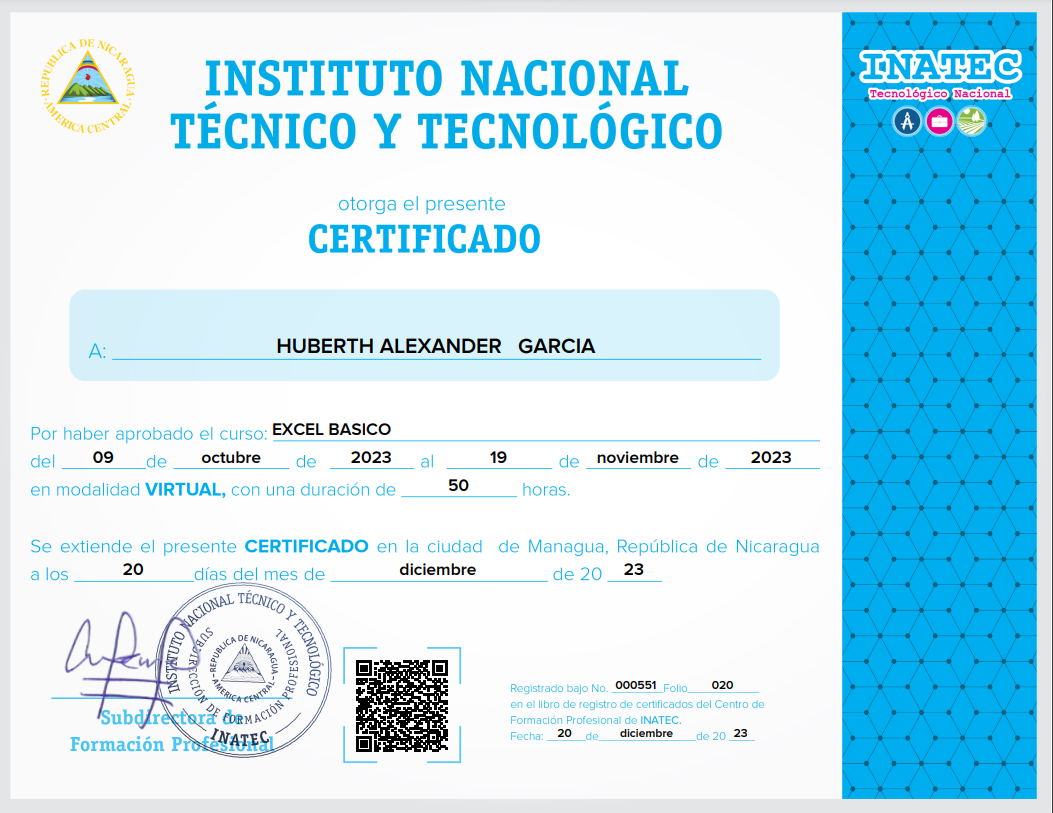 REPUBLICA DE NICARAGUA
AMERICA CENTRAL
INATEC
Tecnológico Nacional
INSTITUTO NACIONAL
TÉCNICO Y TECNOLÓGICO
otorga el presente
CERTIFICADO
A: HUBERTH ALEXANDER GARCIA
Por haber aprobado el curso: EXCEL BASICO
del 09 de octubre de 2023 al 19 de noviembre de 2023
en modalidad VIRTUAL, con una duración de 50 horas.
Se extiende el presente CERTIFICADO en la ciudad de Managua, República de Nicaragua
a los 20 días del mes de diciembre de 20 23
INSTITUTO NACIONAL TÉCNICO Y TECNOLÓGICO
SUBDIRECCIÓN DE FORMACIÓN PROFESIONAL
REPUBLICA DE NICARAGUA
AMERICA CENTRAL
INATEC
Subdirectora de
Formación Profesional
Registrado bajo No. 000551 Folio 020
en el libro de registro de certificados del Centro de
Formación Profesional de INATEC.
Fecha: 20 de diciembre de 20 23